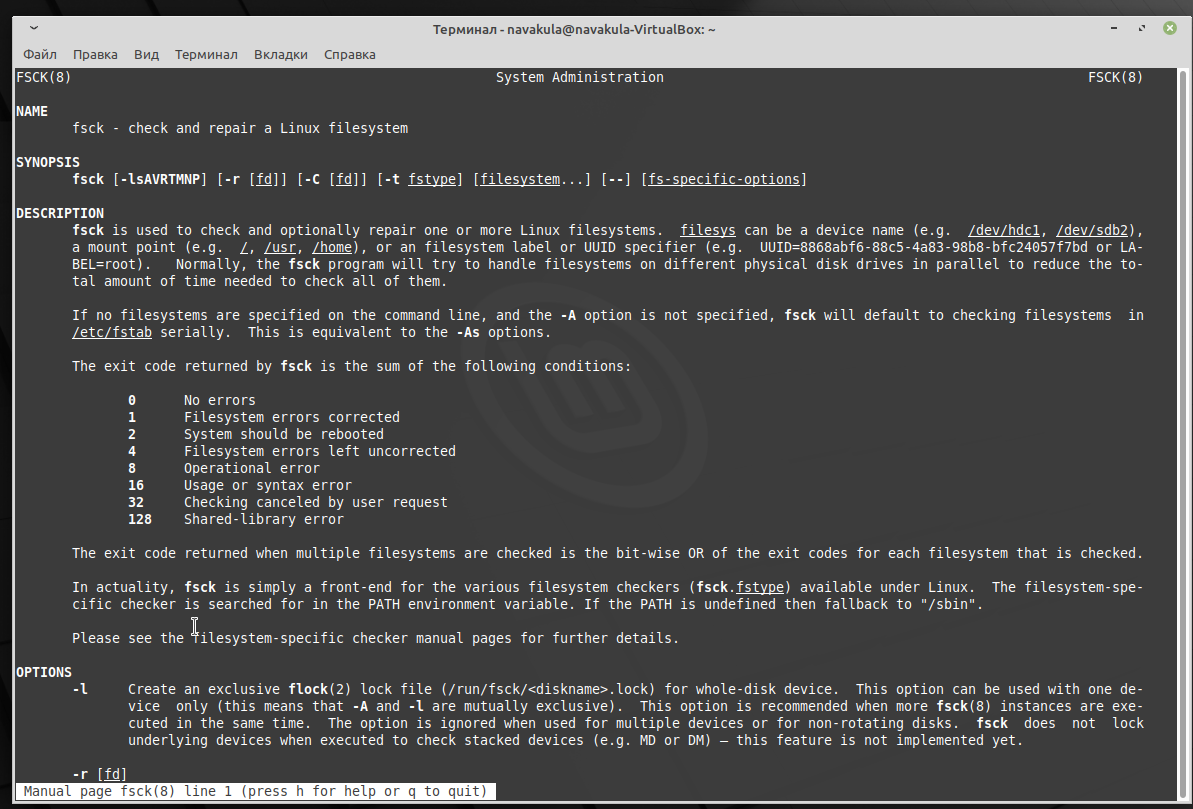 Терминал - navakula@navakula-VirtualBox: ~
Файл Правка Вид Терминал Вкладки Справка
FSCK(8) System Administration FSCK(8)
NAME
fsck - check and repair a Linux filesystem
SYNOPSIS
fsck [-lsAVRTMNP] [-r [fd]] [-C [fd]] [-t fstype] [filesystem...] [--] [fs-specific-options]
DESCRIPTION
fsck is used to check and optionally repair one or more Linux filesystems. filesys can be a device name (e.g. /dev/hdc1, /dev/sdb2),
a mount point (e.g. /, /usr, /home), or an filesystem label or UUID specifier (e.g. UUID=8868abf6-88c5-4a83-98b8-bfc24057f7bd or LA-
BEL=root). Normally, the fsck program will try to handle filesystems on different physical disk drives in parallel to reduce the to-
tal amount of time needed to check all of them.
If no filesystems are specified on the command line, and the -A option is not specified, fsck will default to checking filesystems in
/etc/fstab serially. This is equivalent to the -As options.
The exit code returned by fsck is the sum of the following conditions:
0 No errors
1 Filesystem errors corrected
2 System should be rebooted
4 Filesystem errors left uncorrected
8 Operational error
16 Usage or syntax error
32 Checking canceled by user request
128 Shared-library error
The exit code returned when multiple filesystems are checked is the bit-wise OR of the exit codes for each filesystem that is checked.
In actuality, fsck is simply a front-end for the various filesystem checkers (fsck.fstype) available under Linux. The filesystem-spe-
cific checker is searched for in the PATH environment variable. If the PATH is undefined then fallback to "/sbin".
Please see the filesystem-specific checker manual pages for further details.
OPTIONS
-l Create an exclusive flock(2) lock file (/run/fsck/<diskname>.lock) for whole-disk device. This option can be used with one de-
vice only (this means that -A and -l are mutually exclusive). This option is recommended when more fsck(8) instances are exe-
cuted in the same time. The option is ignored when used for multiple devices or for non-rotating disks. fsck does not lock
underlying devices when executed to check stacked devices (e.g. MD or DM) – this feature is not implemented yet.
-r [fd]
Manual page fsck(8) line 1 (press h for help or q to quit)